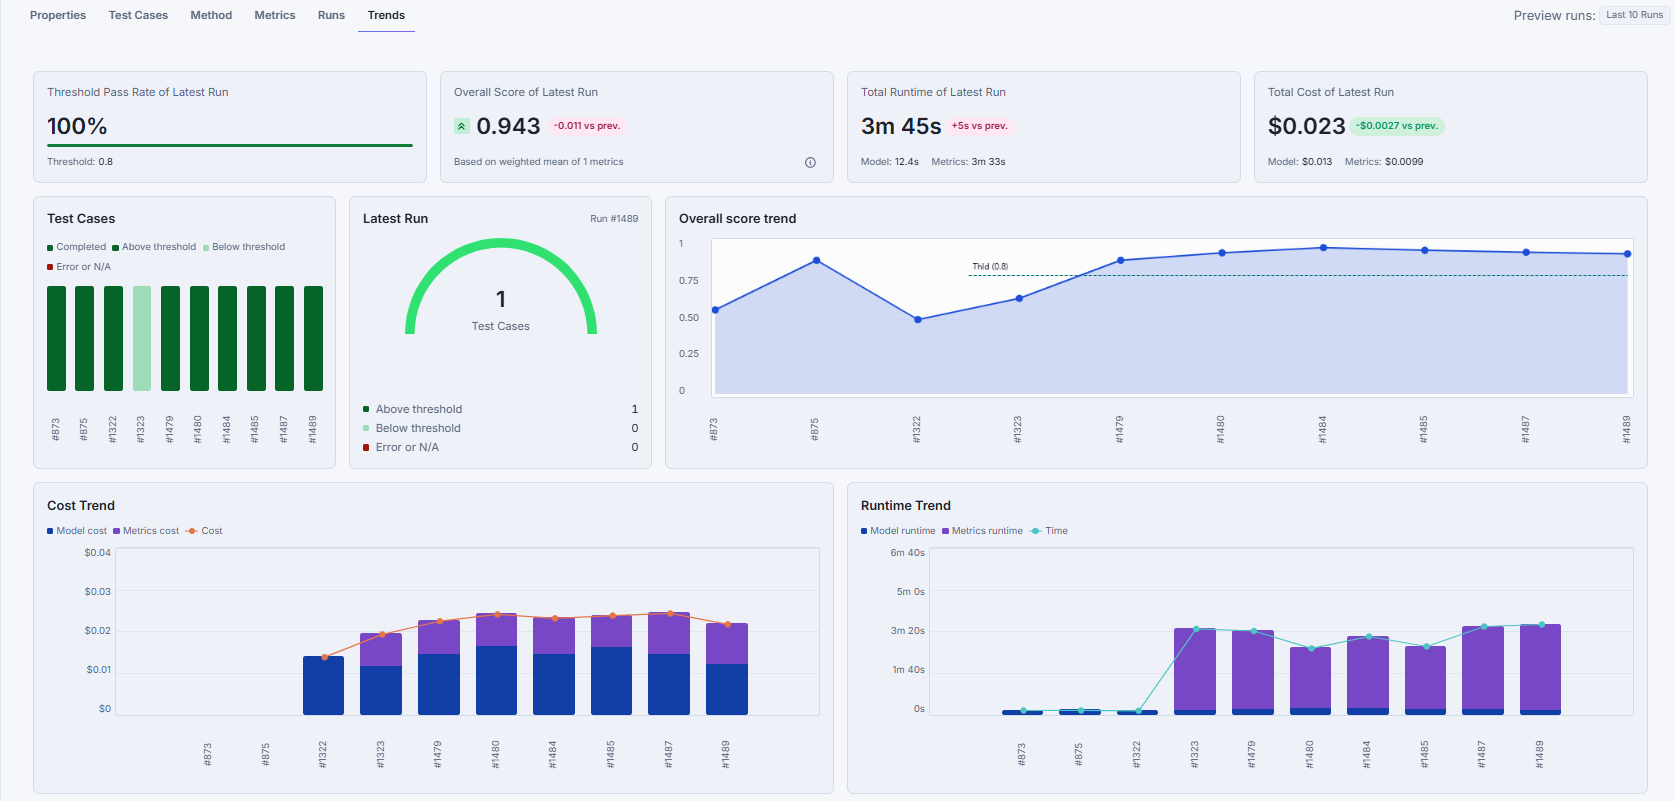 Properties Test Cases Method Metrics Runs Trends Preview runs: Last 10 Runs
Threshold Pass Rate of Latest Run
100%
Threshold: 0.8
Overall Score of Latest Run
0.943 -0.011 vs prev.
Based on weighted mean of 1 metrics
Total Runtime of Latest Run
3m 45s +5s vs prev.
Model: 12.4s Metrics: 3m 33s
Total Cost of Latest Run
$0.023 -$0.0027 vs prev.
Model: $0.013 Metrics: $0.0099
Test Cases
Completed Above threshold Below threshold
Error or N/A
#873 #875 #1322 #1323 #1479 #1480 #1484 #1485 #1487 #1489
Latest Run Run #1489
1
Test Cases
Above threshold 1
Below threshold 0
Error or N/A 0
Overall score trend
1
Thld (0.8)
0.75
0.50
0.25
0
#873 #875 #1322 #1323 #1479 #1480 #1484 #1485 #1487 #1489
Cost Trend
Model cost Metrics cost Cost
$0.04
$0.03
$0.02
$0.01
$0
#873 #875 #1322 #1323 #1479 #1480 #1484 #1485 #1487 #1489
Runtime Trend
Model runtime Metrics runtime Time
6m 40s
5m 0s
3m 20s
1m 40s
0s
#873 #875 #1322 #1323 #1479 #1480 #1484 #1485 #1487 #1489